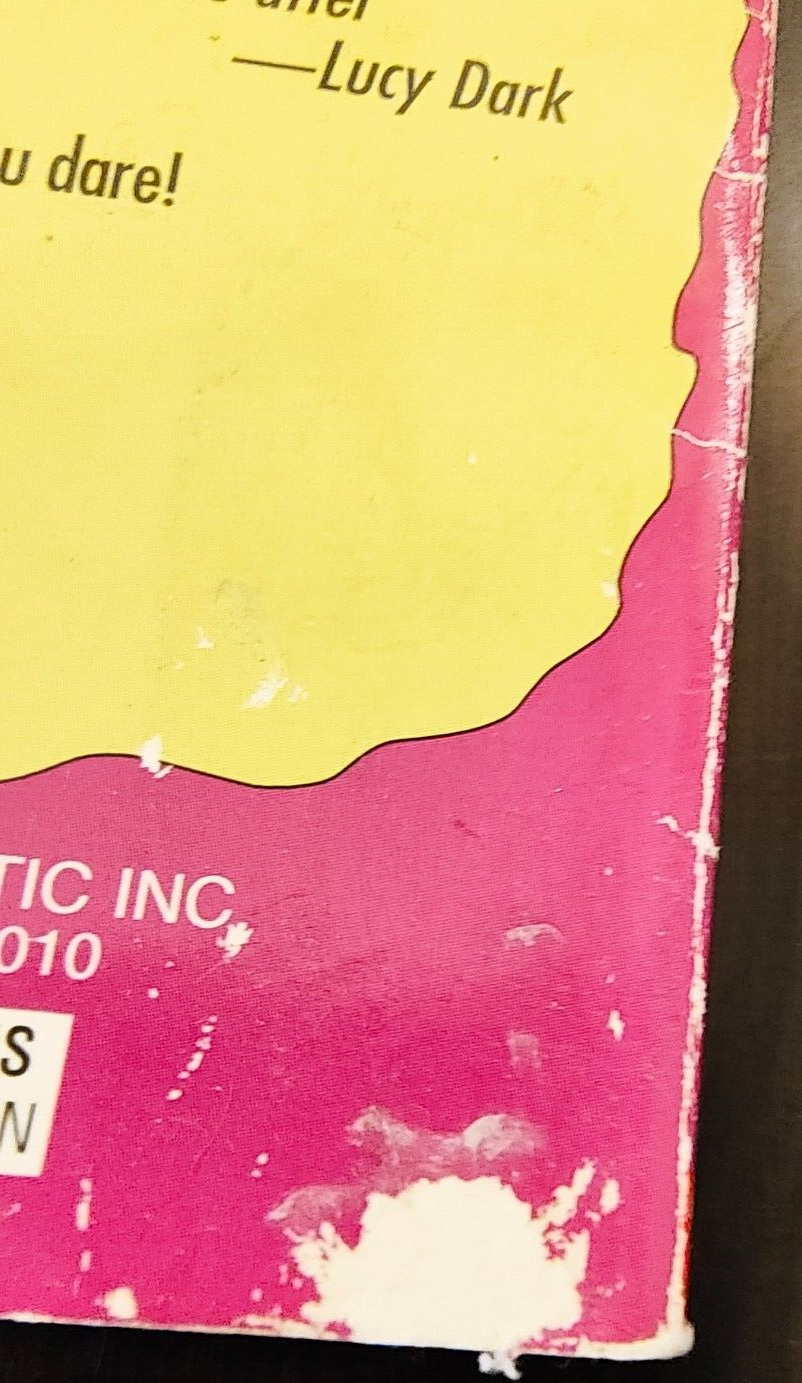 —Lucy Dark
u dare!
TIC INC.
010
S
N